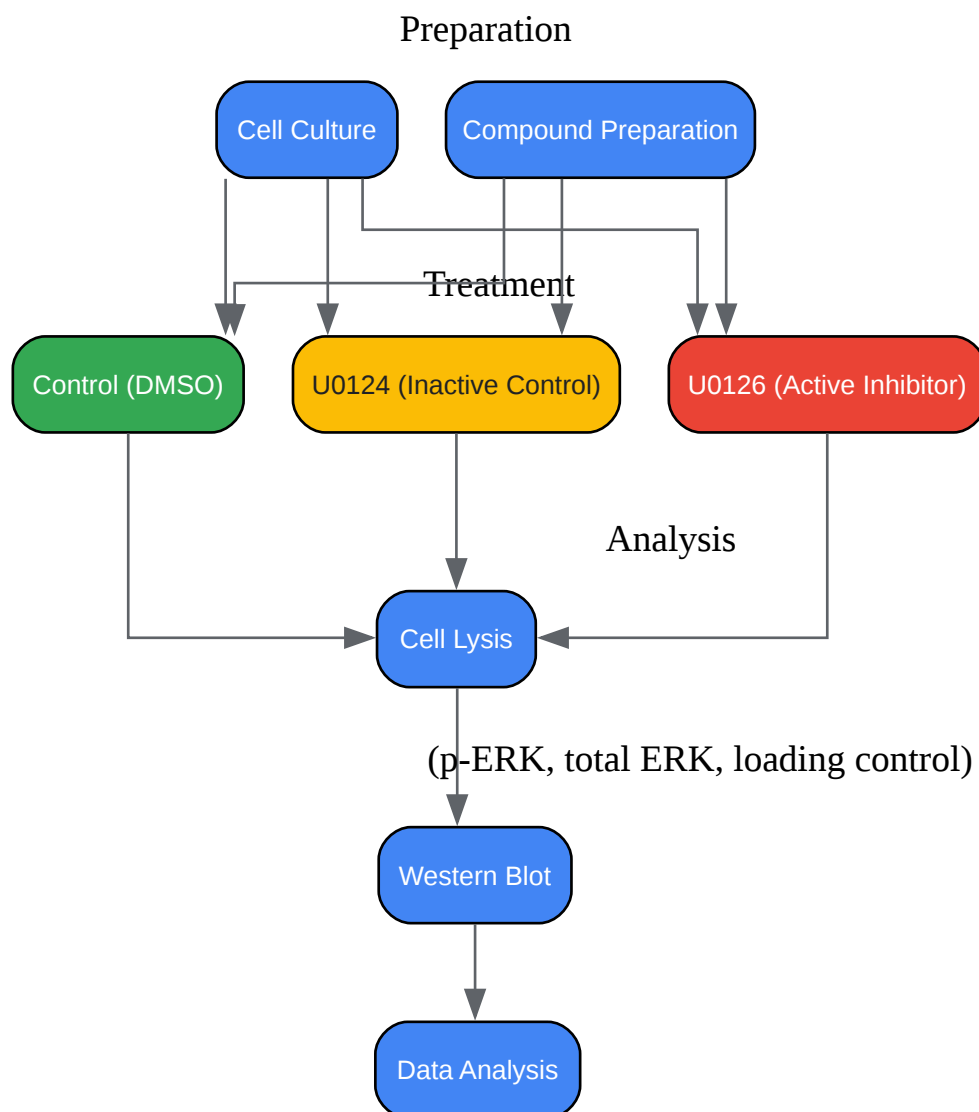 Preparation
Cell Culture
Compound Preparation
Treatment
Control (DMSO)
U0124 (Inactive Control)
U0126 (Active Inhibitor)
Analysis
Cell Lysis
(p-ERK, total ERK, loading control)
Western Blot
Data Analysis